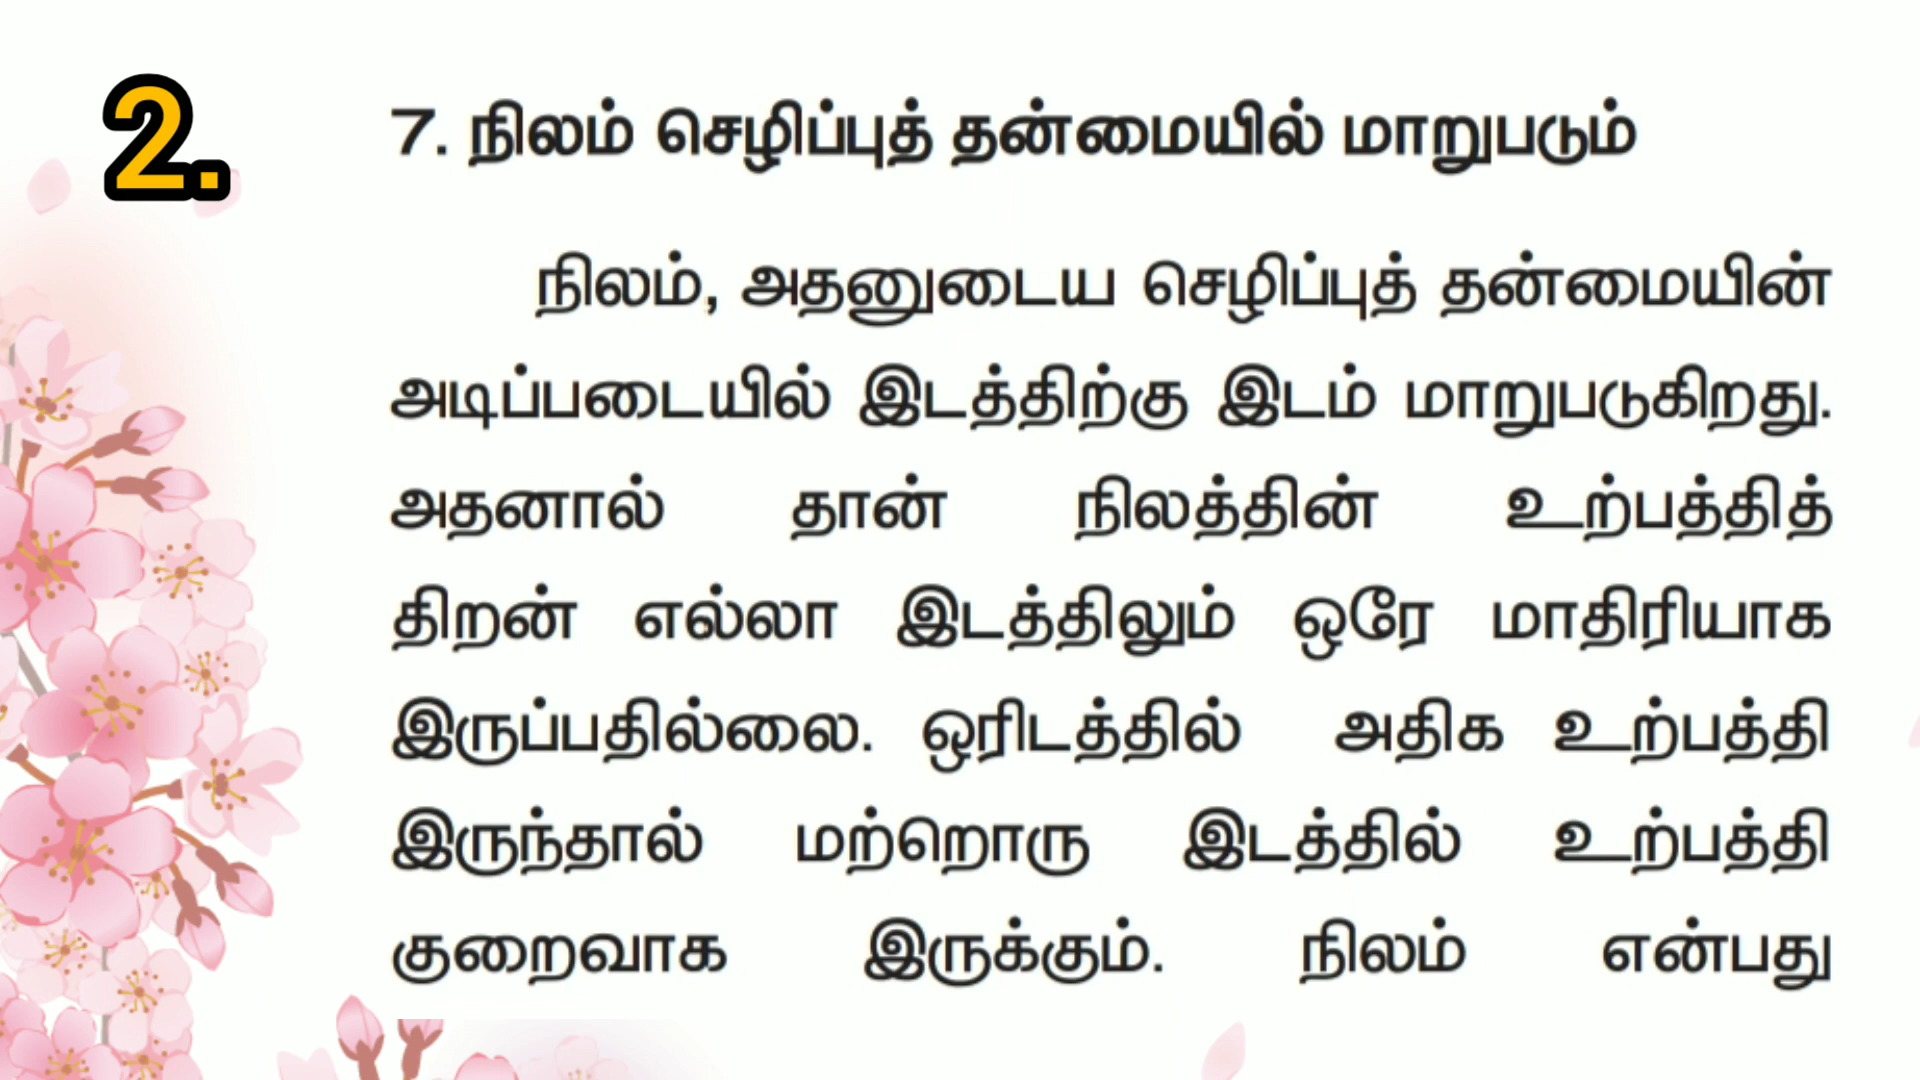 2.
7. நிலம் செழிப்புத் தன்மையில் மாறுபடும்
நிலம், அதனுடைய செழிப்புத் தன்மையின்
அடிப்படையில் இடத்திற்கு இடம் மாறுபடுகிறது.
அதனால் தான் நிலத்தின் உற்பத்தித்
திறன் எல்லா இடத்திலும் ஒரே மாதிரியாக
இருப்பதில்லை. ஒரிடத்தில் அதிக உற்பத்தி
இருந்தால் மற்றொரு இடத்தில் உற்பத்தி
குறைவாக இருக்கும். நிலம் என்பது